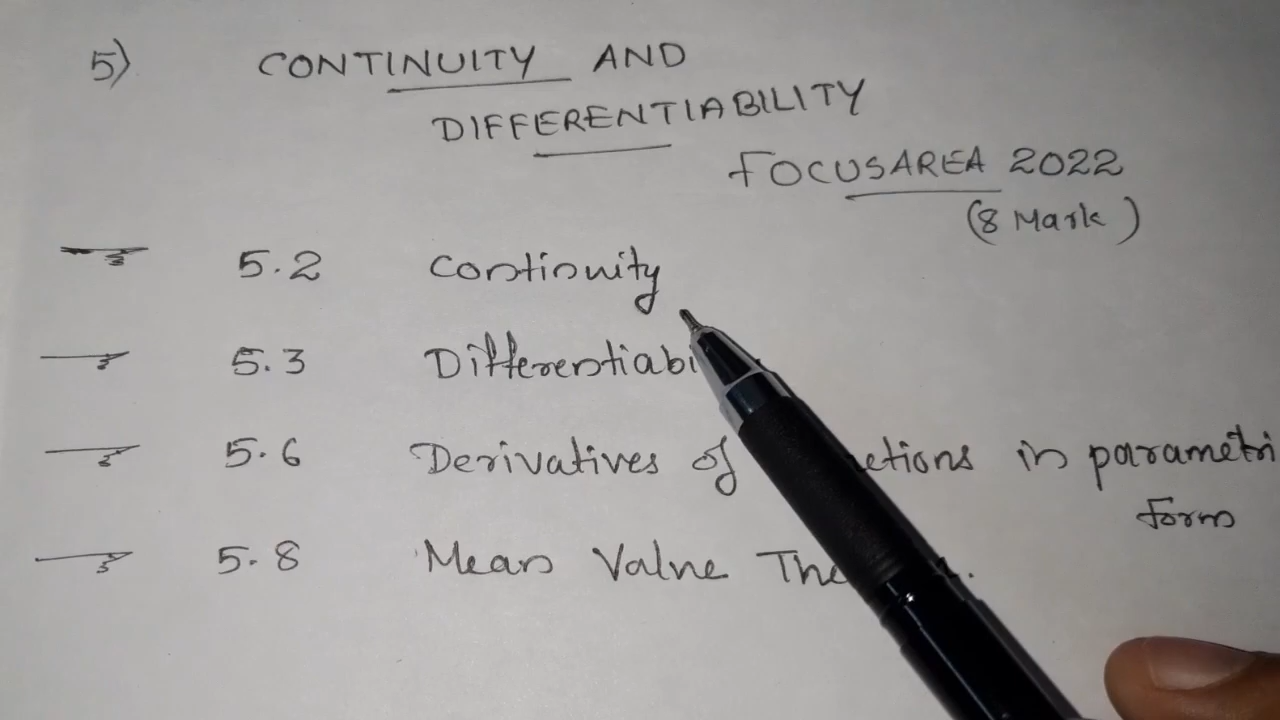 5) CONTINUITY AND
DIFFERENTIABILITY
FOCUSAREA 2022
(8 Mark)
5.2 Continuity
5.3 Differentiabi
5.6 Derivatives of ctions in parametri
form
5.8 Mean Value The